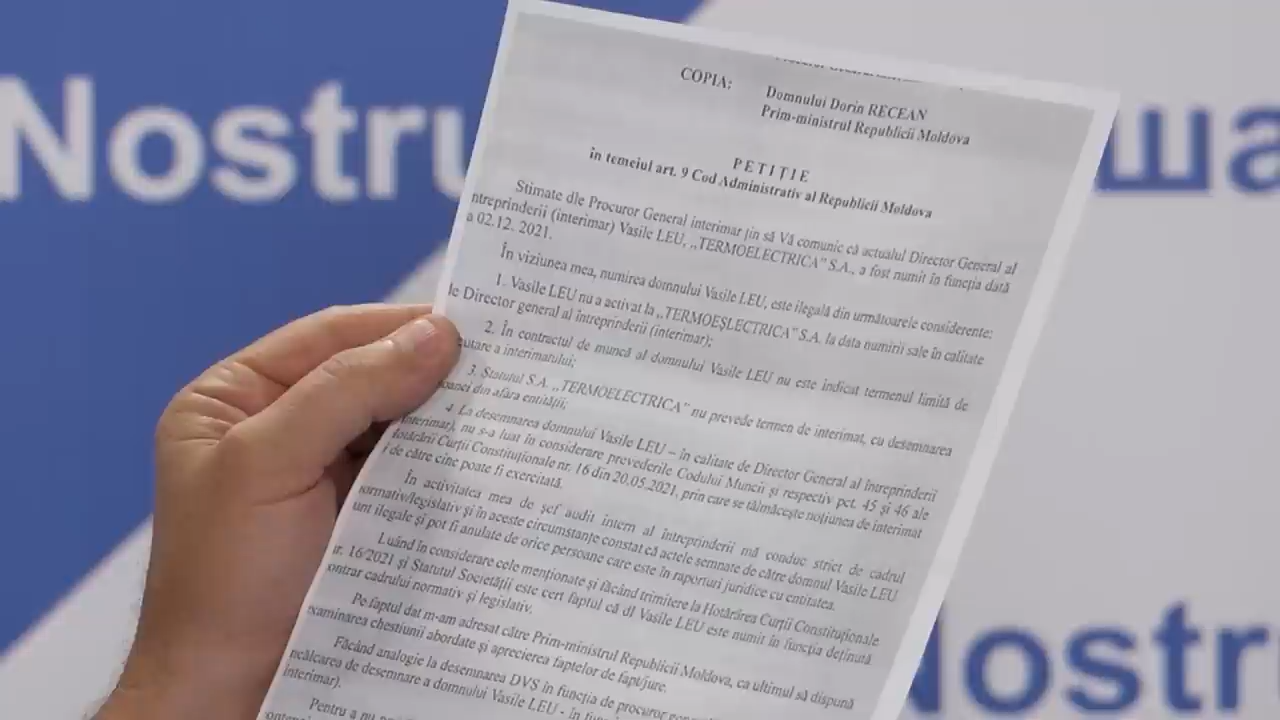 Nostru
COPIA:
Domnului Dorin RECEAN
Prim-ministrul Republicii Moldova
PETIȚIE
în temeiul art. 9 Cod Administrativ al Republicii Moldova
Stimate dle Procuror General interimar țin să Vă comunic că actualul Director General al
ntreprinderii (interimar) Vasile LEU, „TERMOELECTRICA” S.A., a fost numit în funcția dată
a 02.12. 2021.
În viziunea mea, numirea domnului Vasile LEU, este ilegală din următoarele considerente:
1. Vasile LEU nu a activat la „TERMOEȘLECTRICA” S.A. la data numirii sale în calitate
le Director general al întreprinderii (interimar);
2. În contractul de muncă al domnului Vasile LEU nu este indicat termenul limită de
cutare a interimatului;
3. Statutul S.A. „TERMOELECTRICA” nu prevede termen de interimat, cu desemnarea
oanei din afara entității;
4. La desemnarea domnului Vasile LEU – în calitate de Director General al întreprinderii
(interimar), nu s-a luat în considerare prevederile Codului Muncii și respectiv pct. 45 și 46 ale
Hotărârii Curții Constituționale nr. 16 din 20.05.2021, prin care se tălmăcește noțiunea de interimat
i de către cine poate fi exercitată.
În activitatea mea de șef audit intern al întreprinderii mă conduc strict de cadrul
normativ/legislativ și în aceste circumstanțe constat că actele semnate de către domnul Vasile LEU
unt ilegale și pot fi anulate de orice persoane care este în raporturi juridice cu entitatea.
Luând în considerare cele menționate și făcând trimitere la Hotărârea Curții Constituționale
nr. 16/2021 și Statutul Societății este cert faptul că dl Vasile LEU este numit în funcția deținută
ontrar cadrului normativ și legislativ.
Pe faptul dat m-am adresat către Prim-ministrul Republicii Moldova, ca ultimul să dispună
xaminarea chestiunii abordate și aprecierea faptelor de fapt/jure.
Făcând analogie la desemnarea DVS în funcția de procuror general
ncălcarea de desemnare a domnului Vasile LEU - în
interimar).
Pentru a nu
ша
Nostru